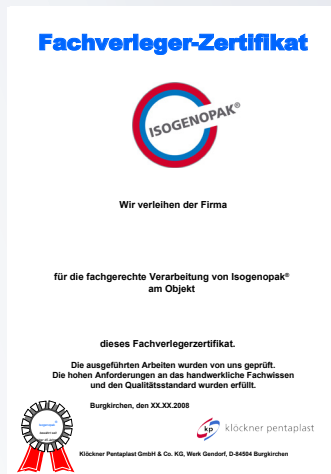 Fachverleger-Zertifikat
ISOGENOPAK®
Wir verleihen der Firma
für die fachgerechte Verarbeitung von Isogenopak®
am Objekt
dieses Fachverlegerzertifikat.
Die ausgeführten Arbeiten wurden von uns geprüft.
Die hohen Anforderungen an das handwerkliche Fachwissen
und den Qualitätsstandard wurden erfüllt.
Burgkirchen, den XX.XX.2008
kp klöckner pentaplast
Klöckner Pentaplast GmbH & Co. KG, Werk Gendorf, D-84504 Burgkirchen